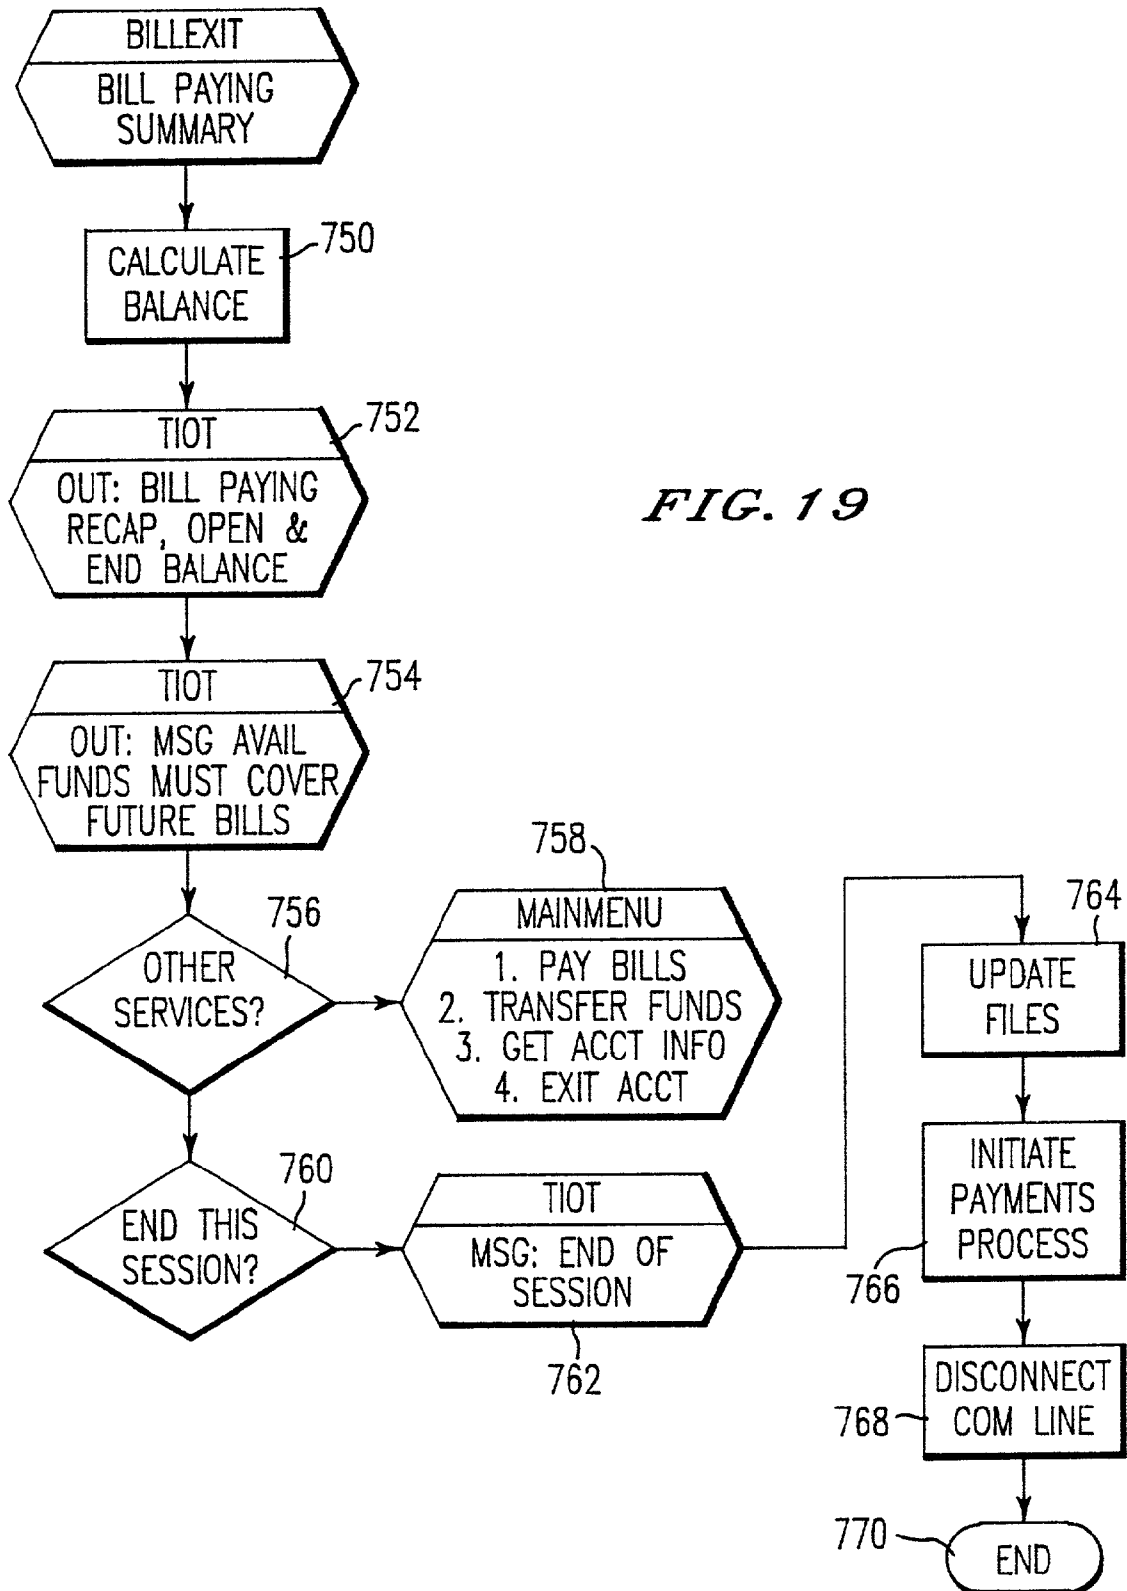 BILLEXIT
BILL PAYING
SUMMARY
750
CALCULATE
BALANCE
752
TIOT
OUT: BILL PAYING
RECAP, OPEN &
END BALANCE
FIG. 19
754
TIOT
OUT: MSG AVAIL
FUNDS MUST COVER
FUTURE BILLS
756
OTHER
SERVICES?
758
MAINMENU
1. PAY BILLS
2. TRANSFER FUNDS
3. GET ACCT INFO
4. EXIT ACCT
760
END THIS
SESSION?
TIOT
MSG: END OF
SESSION
762
764
UPDATE
FILES
INITIATE
PAYMENTS
PROCESS
766
DISCONNECT
COM LINE
768
770
END